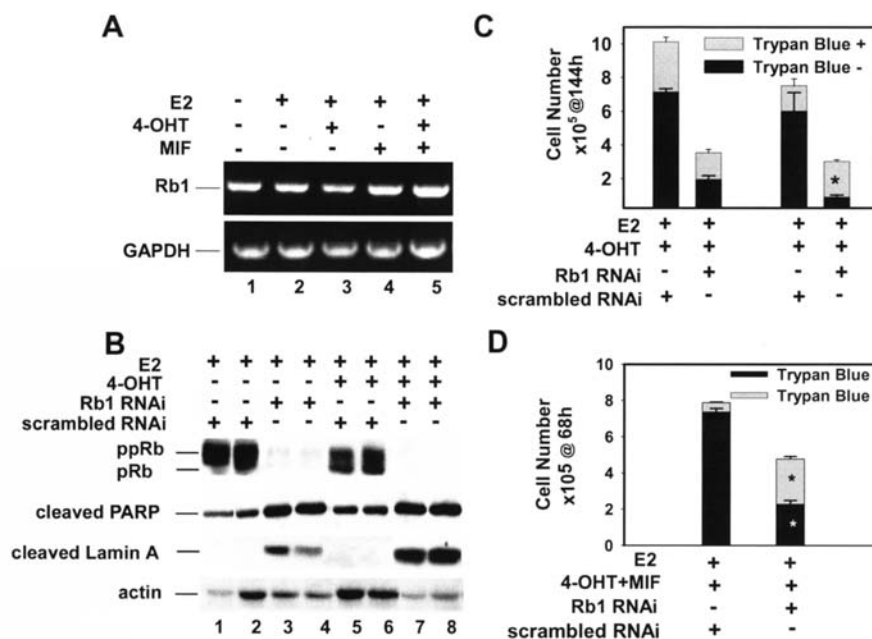 A
E2 - + + + +
4-OHT - - + - +
MIF - - - + +
Rb1
GAPDH
1 2 3 4 5
B
E2 + + + + + + + +
4-OHT - - - - + + + +
Rb1 RNAi - - + + - - + +
scrambled RNAi + + - - + + - -
ppRb
pRb
cleaved PARP
cleaved Lamin A
actin
1 2 3 4 5 6 7 8
C
Cell Number
x10⁵ @144h
10
8
6
4
2
Trypan Blue +
Trypan Blue -
*
E2 + + + +
4-OHT + + + +
Rb1 RNAi - + - +
scrambled RNAi + - + -
D
Cell Number
x105 @ 68h
10
8
6
4
2
0
Trypan Blue
Trypan Blue
*
*
E2 + +
4-OHT+MIF + +
Rb1 RNAi - +
scrambled RNAi + -